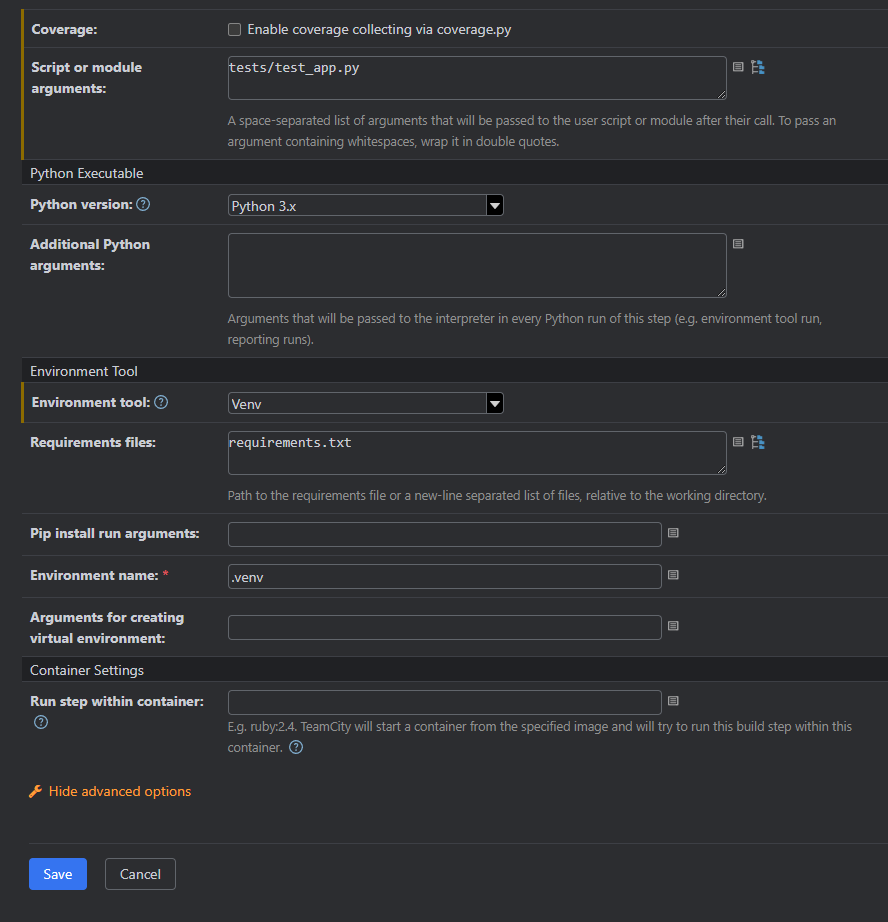 Coverage:
Enable coverage collecting via coverage.py
Script or module
arguments:
tests/test_app.py
A space-separated list of arguments that will be passed to the user script or module after their call. To pass an
argument containing whitespaces, wrap it in double quotes.
Python Executable
Python version: ?
Python 3.x
Additional Python
arguments:
Arguments that will be passed to the interpreter in every Python run of this step (e.g. environment tool run,
reporting runs).
Environment Tool
Environment tool: ?
Venv
Requirements files:
requirements.txt
Path to the requirements file or a new-line separated list of files, relative to the working directory.
Pip install run arguments:
Environment name: *
.venv
Arguments for creating
virtual environment:
Container Settings
Run step within container:
?
E.g. ruby:2.4. TeamCity will start a container from the specified image and will try to run this build step within this
container. ?
Hide advanced options
Save
Cancel